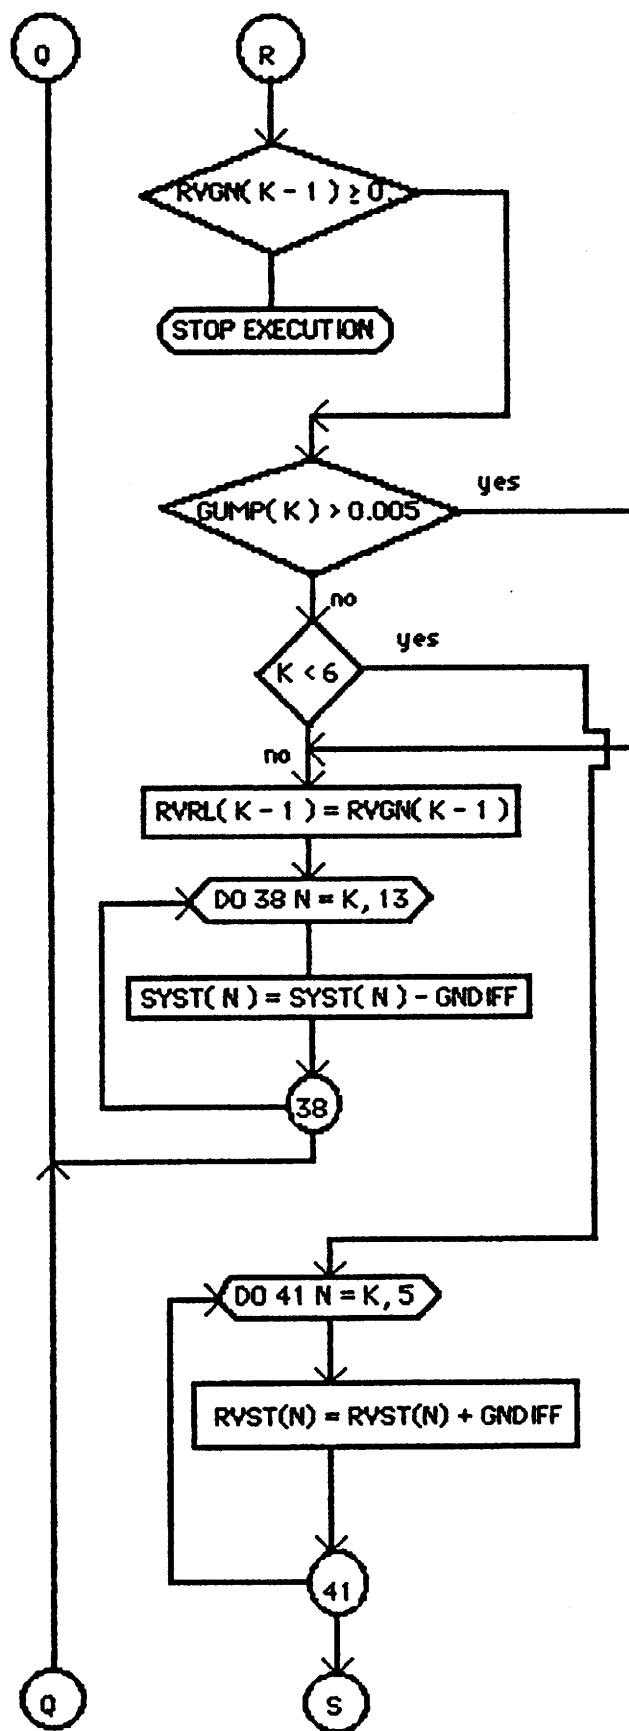 Q
R
RVGN(K-1)≥0
STOP EXECUTION
yes
GUMP(K)>0.005
no
yes
K<6
no
RVRL(K-1)=RVGN(K-1)
DO 38 N=K,13
SYST(N)=SYST(N)-GNDIFF
38
DO 41 N=K,5
RVST(N)=RVST(N)+GNDIFF
41
Q
S